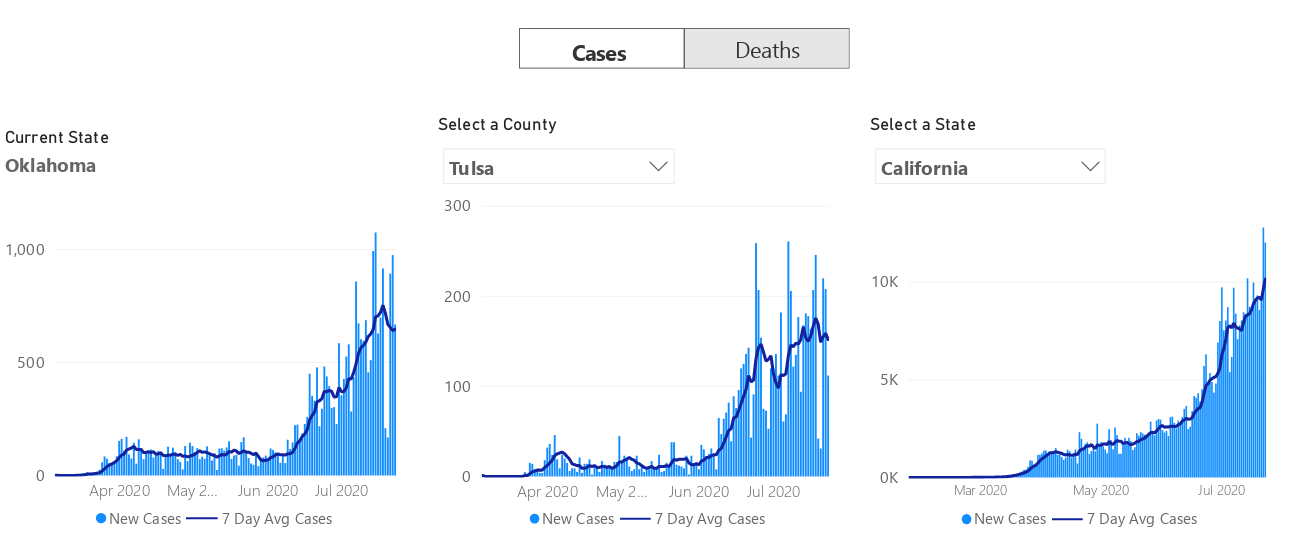 Cases Deaths
Current State
Oklahoma
1,000
500
0
Apr 2020 May 2... Jun 2020 Jul 2020
New Cases 7 Day Avg Cases
Select a County
Tulsa
300
200
100
0
Apr 2020 May 2... Jun 2020 Jul 2020
New Cases 7 Day Avg Cases
Select a State
California
10K
5K
0K
Mar 2020 May 2020 Jul 2020
New Cases 7 Day Avg Cases